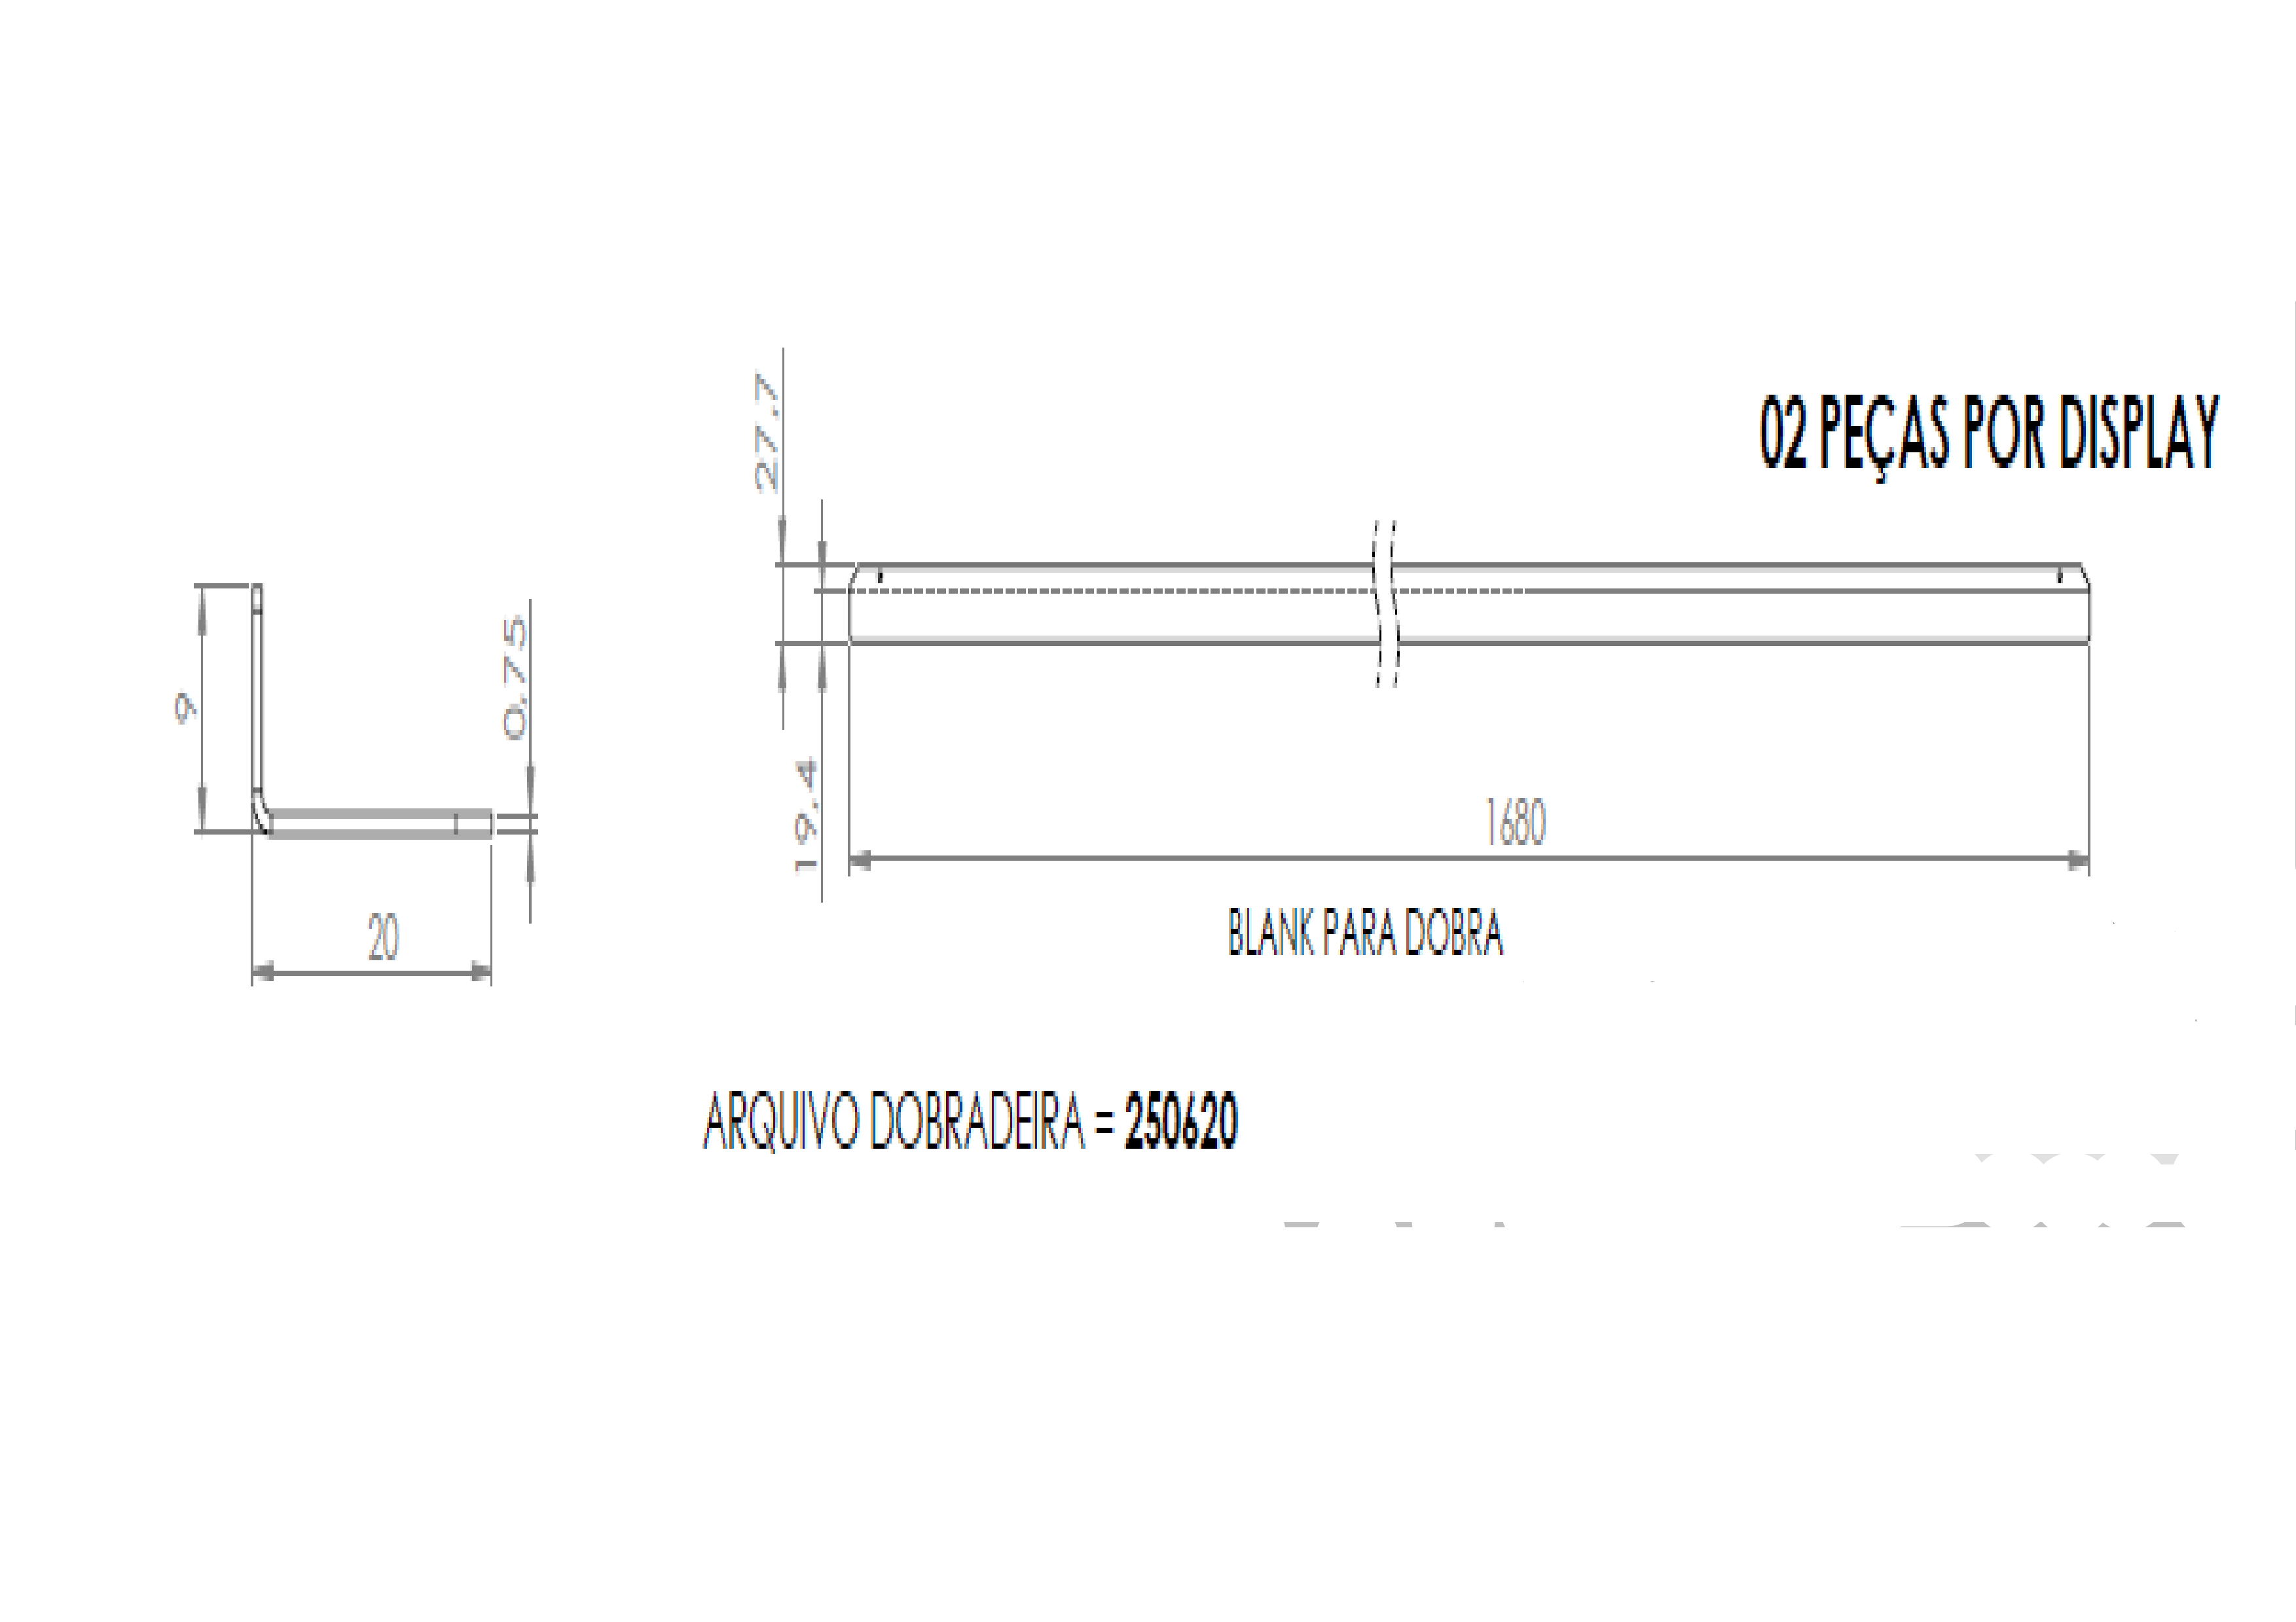 27.7
02 PEÇAS POR DISPLAY
9
0.75
19.4
1680
20
BLANK PARA DOBRA
ARQUIVO DOBRADEIRA = 250620